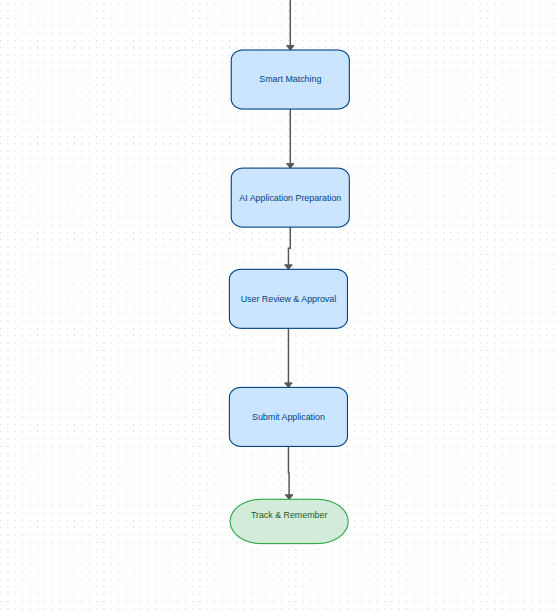 Smart Matching
AI Application Preparation
User Review & Approval
Submit Application
Track & Remember